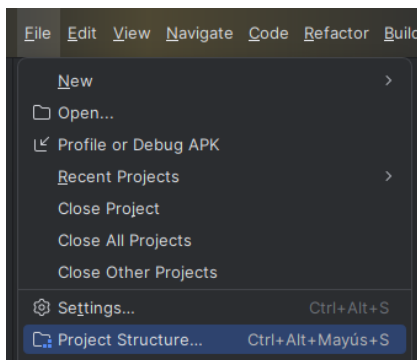 File Edit View Navigate Code Refactor
New
Open...
Profile or Debug APK
Recent Projects
Close Project
Close All Projects
Close Other Projects
Settings... Ctrl+Alt+S
Project Structure... Ctrl+Alt+Mayús+S